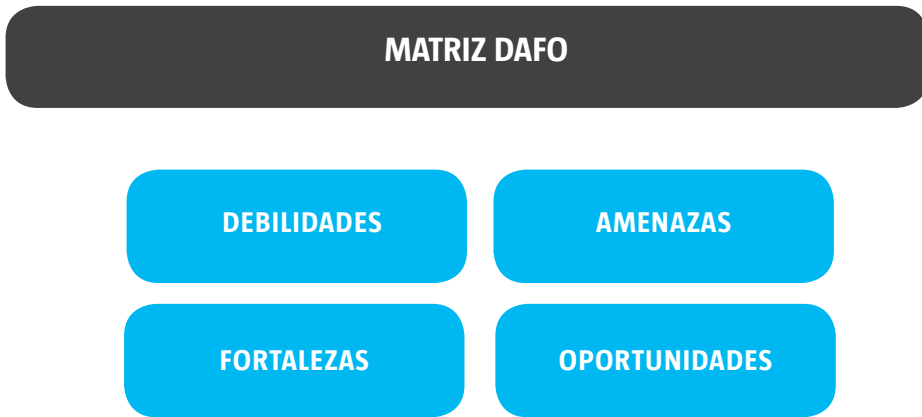 MATRIZ DAFO
DEBILIDADES
AMENAZAS
FORTALEZAS
OPORTUNIDADES